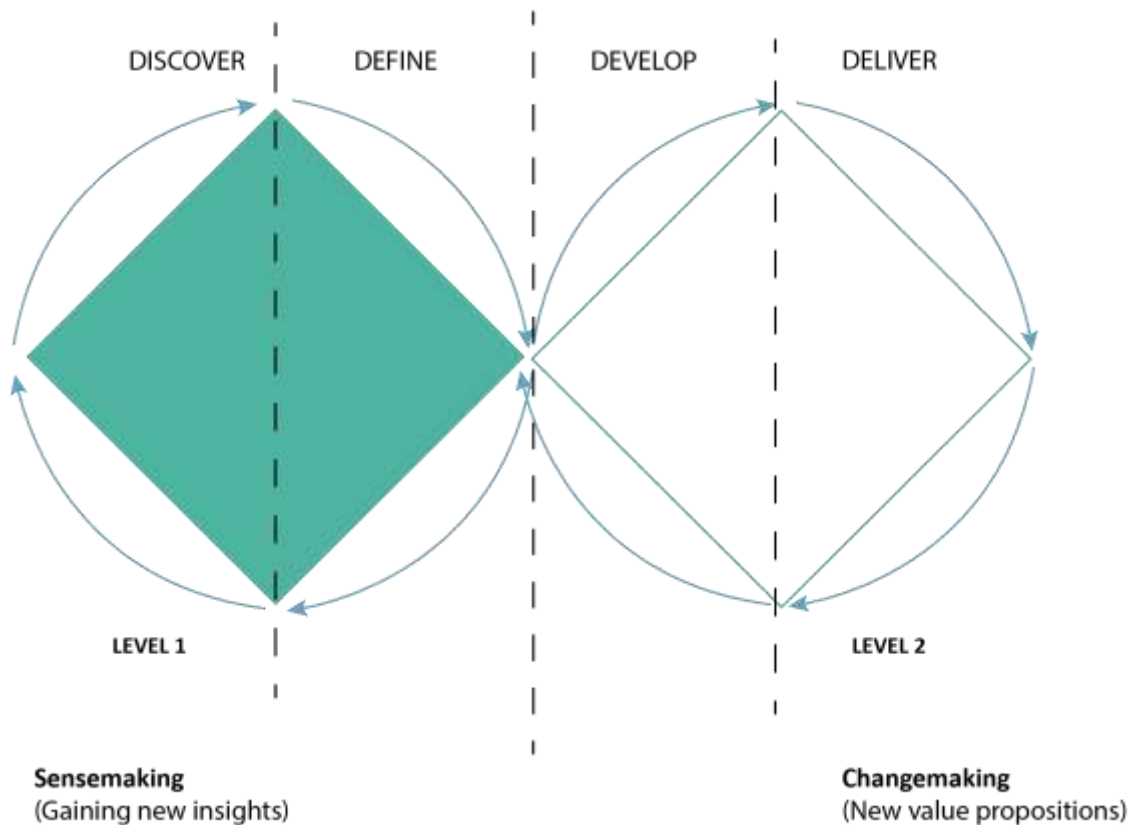 DISCOVER
DEFINE
DEVELOP
DELIVER
LEVEL 1
LEVEL 2
Sensemaking
(Gaining new insights)
Changemaking
(New value propositions)